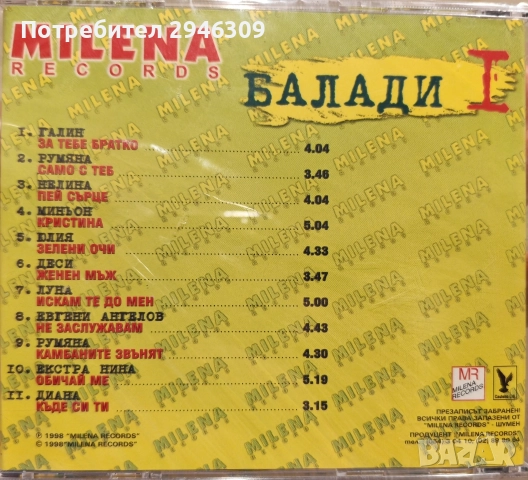 Потребител 2946309
MILENA
RECORDS
БАЛАДИ I
1. ГАЛИН
ЗА ТЕБЕ БРАТКО 4.04
2. РУМЯНА
САМО С ТЕБ 3.46
3. НЕЛИНА
ПЕЙ СЪРЦЕ 4.04
4. МИНЬОН
КРИСТИНА 5.04
5. ЮЛИЯ
ЗЕЛЕНИ ОЧИ 4.33
6. ДЕСИ
ЖЕНЕН МЪЖ 3.47
7. ЛУНА
ИСКАМ ТЕ ДО МЕН 5.00
8. ЕВГЕНИ АНГЕЛОВ
НЕ ЗАСЛУЖАВАМ 4.43
9. РУМЯНА
КАМБАНИТЕ ЗВЪНЯТ 4.30
10. ЕКСТРА НИНА
ОБИЧАЙ МЕ 5.19
11. ДИАНА
КЪДЕ СИ ТИ 3.15
MR
MILENA
RECORDS
℗ 1998 "MILENA RECORDS"
© 1998 "MILENA RECORDS"
ПРЕЗАПИСЪТ ЗАБРАНЕН!
ВСИЧКИ ПРАВА ЗАПАЗЕНИ ОТ
"MILENA RECORDS" - ШУМЕН
ПРОДУЦЕНТ "MILENA RECORDS"